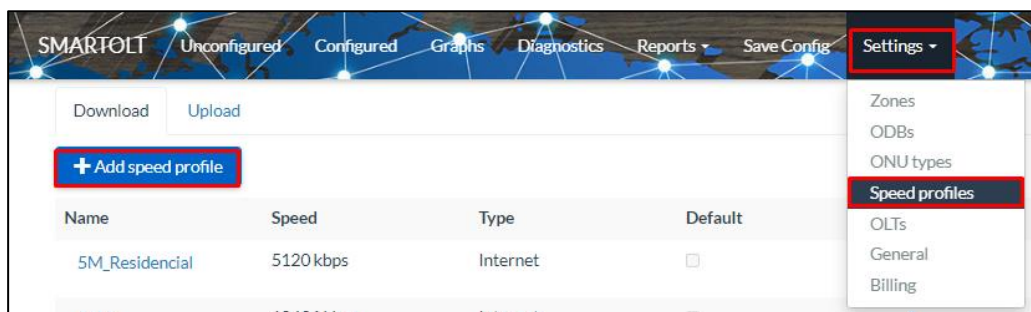 SMARTOLT Unconfigured Configured Graphs Diagnostics Reports Save Config Settings
Zones
ODBs
ONU types
Speed profiles
OLTs
General
Billing
Download Upload
+ Add speed profile
Name Speed Type Default
5M_Residencial 5120 kbps Internet